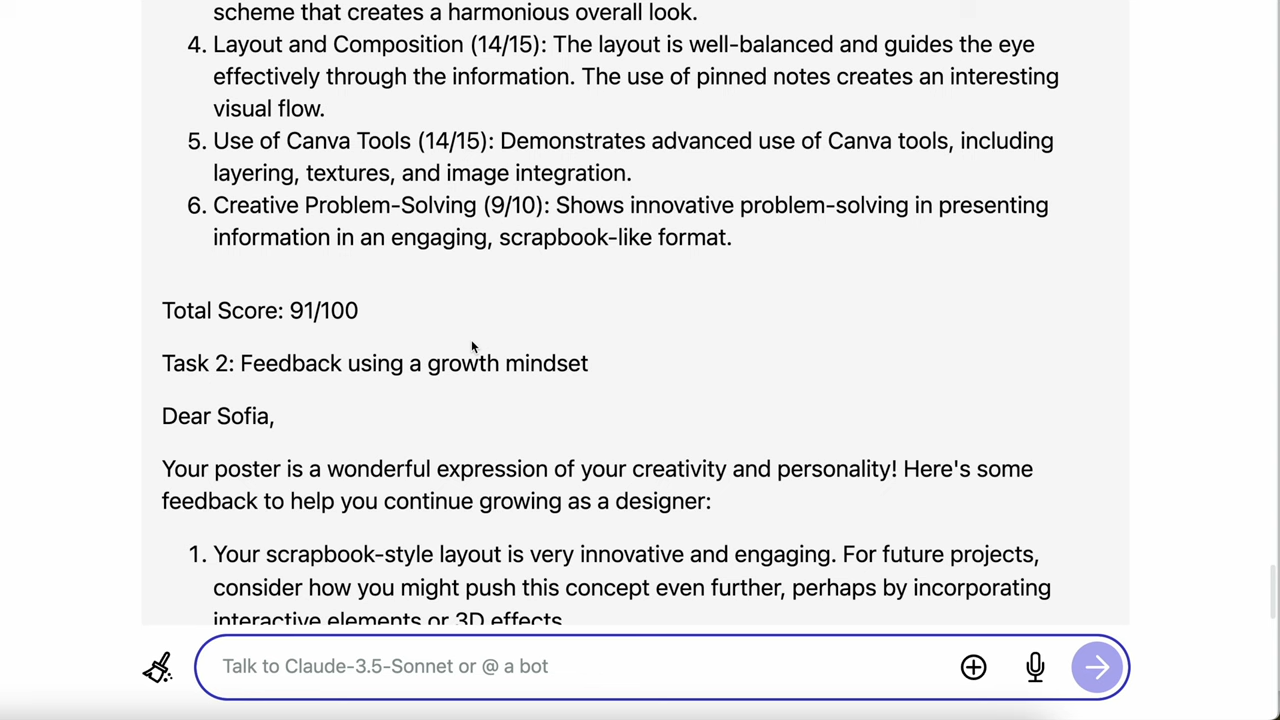 scheme that creates a harmonious overall look.
4. Layout and Composition (14/15): The layout is well-balanced and guides the eye
effectively through the information. The use of pinned notes creates an interesting
visual flow.
5. Use of Canva Tools (14/15): Demonstrates advanced use of Canva tools, including
layering, textures, and image integration.
6. Creative Problem-Solving (9/10): Shows innovative problem-solving in presenting
information in an engaging, scrapbook-like format.
Total Score: 91/100
Task 2: Feedback using a growth mindset
Dear Sofia,
Your poster is a wonderful expression of your creativity and personality! Here's some
feedback to help you continue growing as a designer:
1. Your scrapbook-style layout is very innovative and engaging. For future projects,
consider how you might push this concept even further, perhaps by incorporating
interactive elements or 3D effects.
Talk to Claude-3.5-Sonnet or @ a bot